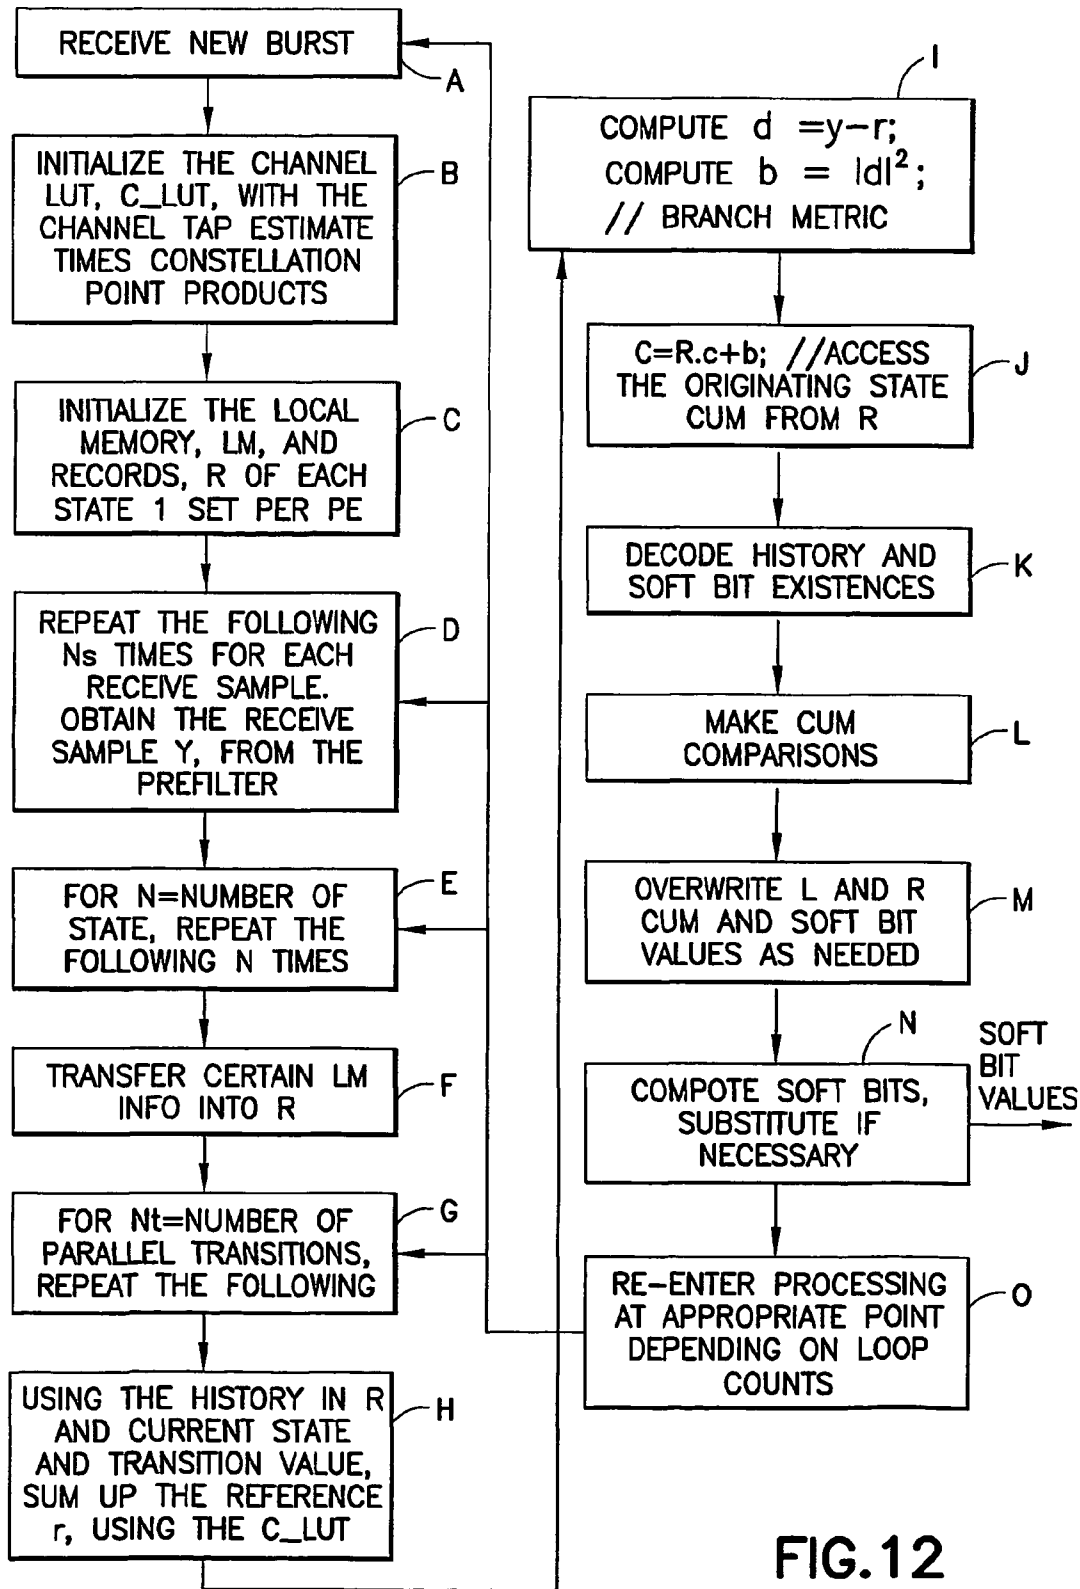 RECEIVE NEW BURST
A
INITIALIZE THE CHANNEL
LUT, C_LUT, WITH THE
CHANNEL TAP ESTIMATE
TIMES CONSTELLATION
POINT PRODUCTS
B
INITIALIZE THE LOCAL
MEMORY, LM, AND
RECORDS, R OF EACH
STATE 1 SET PER PE
C
REPEAT THE FOLLOWING
Ns TIMES FOR EACH
RECEIVE SAMPLE.
OBTAIN THE RECEIVE
SAMPLE Y, FROM THE
PREFILTER
D
FOR N=NUMBER OF
STATE, REPEAT THE
FOLLOWING N TIMES
E
TRANSFER CERTAIN LM
INFO INTO R
F
FOR Nt=NUMBER OF
PARALLEL TRANSITIONS,
REPEAT THE FOLLOWING
G
USING THE HISTORY IN R
AND CURRENT STATE
AND TRANSITION VALUE,
SUM UP THE REFERENCE
r, USING THE C_LUT
H
I
COMPUTE d =y-r;
COMPUTE b = |d|²;
// BRANCH METRIC
C=R.c+b; //ACCESS
THE ORIGINATING STATE
CUM FROM R
J
DECODE HISTORY AND
SOFT BIT EXISTENCES
K
MAKE CUM
COMPARISONS
L
OVERWRITE L AND R
CUM AND SOFT BIT
VALUES AS NEEDED
M
N
COMPOTE SOFT BITS,
SUBSTITUTE IF
NECESSARY
SOFT
BIT
VALUES
RE-ENTER PROCESSING
AT APPROPRIATE POINT
DEPENDING ON LOOP
COUNTS
O
FIG.12